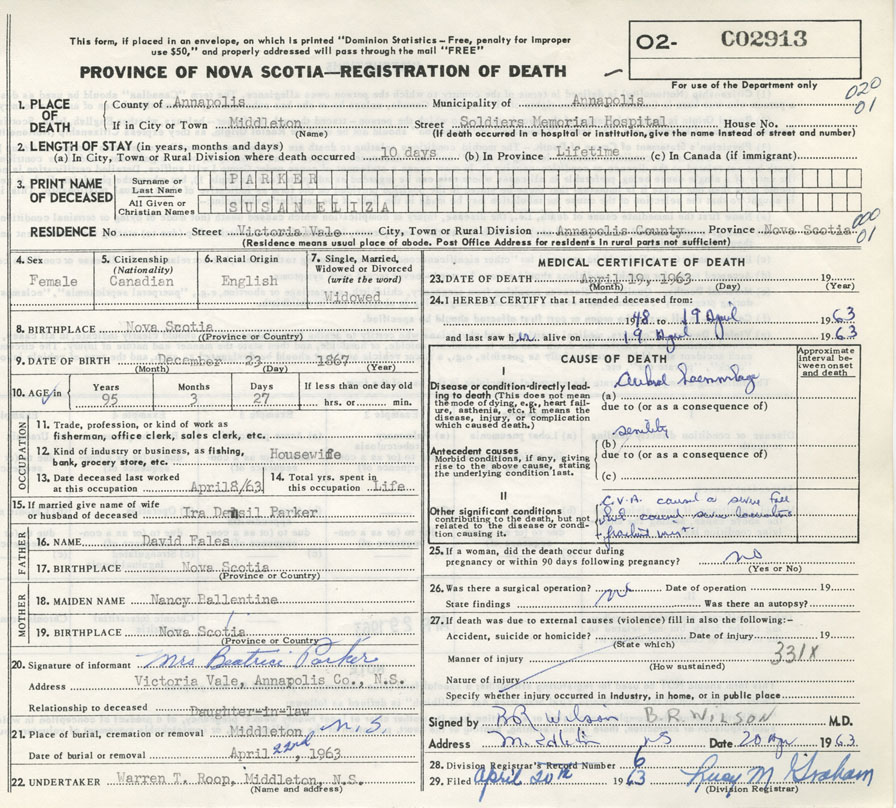 This form, if placed in an envelope, on which is printed "Dominion Statistics - Free, penalty for Improper
use $50," and properly addressed will pass through the mail "FREE"
O2- C02913
PROVINCE OF NOVA SCOTIA—REGISTRATION OF DEATH
For use of the Department only
020
01
1. PLACE OF DEATH
County of Annapolis Municipality of Annapolis
If in City or Town Middleton Street Soldiers Memorial Hospital House No.
(Name) (If death occurred in a hospital or institution, give the name instead of street and number)
2. LENGTH OF STAY (in years, months and days)
(a) In City, Town or Rural Division where death occurred 10 days (b) In Province Lifetime (c) In Canada (if immigrant)
3. PRINT NAME OF DECEASED
Surname or Last Name PARKER
All Given or Christian Names SUSAN ELIZA
000
01
RESIDENCE No Street Victoria Vale City, Town or Rural Division Annapolis County Province Nova Scotia
(Residence means usual place of abode. Post Office Address for residents in rural parts not sufficient)
4. Sex Female
5. Citizenship (Nationality) Canadian
6. Racial Origin English
7. Single, Married, Widowed or Divorced (write the word) Widowed
8. BIRTHPLACE Nova Scotia
(Province or Country)
9. DATE OF BIRTH December 23 1867
(Month) (Day) (Year)
10. AGE in Years 95 Months 3 Days 27 If less than one day old hrs. or min.
OCCUPATION
11. Trade, profession, or kind of work as
fisherman, office clerk, sales clerk, etc.
12. Kind of industry or business, as fishing,
bank, grocery store, etc. Housewife
13. Date deceased last worked
at this occupation April 8/63
14. Total yrs. spent in
this occupation Life
15. If married give name of wife
or husband of deceased Ira Densil Parker
FATHER
16. NAME David Fales
17. BIRTHPLACE Nova Scotia
(Province or Country)
MOTHER
18. MAIDEN NAME Nancy Ballentine
19. BIRTHPLACE Nova Scotia
(Province or Country)
20. Signature of informant Mrs Beatrice Parker
Address Victoria Vale, Annapolis Co., N.S.
Relationship to deceased Daughter-in-law
21. Place of burial, cremation or removal Middleton, N.S.
Date of burial or removal April 22nd, 1963
22. UNDERTAKER Warren T. Roop, Middleton, N.S.
(Name and address)
MEDICAL CERTIFICATE OF DEATH
23. DATE OF DEATH April 19, 1963 19
(Month) (Day) (Year)
24. I HEREBY CERTIFY that I attended deceased from:
1948 to 19 April 1963
and last saw her alive on 19 April 1963
CAUSE OF DEATH
Approximate interval between onset and death
I
Disease or condition directly leading to death (This does not mean the mode of dying, e.g., heart failure, asthenia, etc. It means the disease, injury, or complication which caused death.)
(a) Cerebral haemorrhage
due to (or as a consequence of)
Antecedent causes
Morbid conditions, if any, giving rise to the above cause, stating the underlying condition last.
(b) senility
due to (or as a consequence of)
(c)
II
Other significant conditions
contributing to the death, but not related to the disease or condition causing it.
C.V.A. caused a severe fall
caused severe lacerations
fractured wrist
25. If a woman, did the death occur during
pregnancy or within 90 days following pregnancy? no
(Yes or No)
26. Was there a surgical operation? no Date of operation 19
State findings Was there an autopsy?
27. If death was due to external causes (violence) fill in also the following:-
Accident, suicide or homicide? Date of injury 19
(State which)
Manner of injury 331X
(How sustained)
Nature of injury
Specify whether injury occurred in industry, in home, or in public place
Signed by B.R. Wilson B.R. WILSON M.D.
Address Middleton NS Date 20 Apr 1963
28. Division Registrar's Record Number 6
29. Filed April 20th 1963 Lucy M Graham
(Division Registrar)